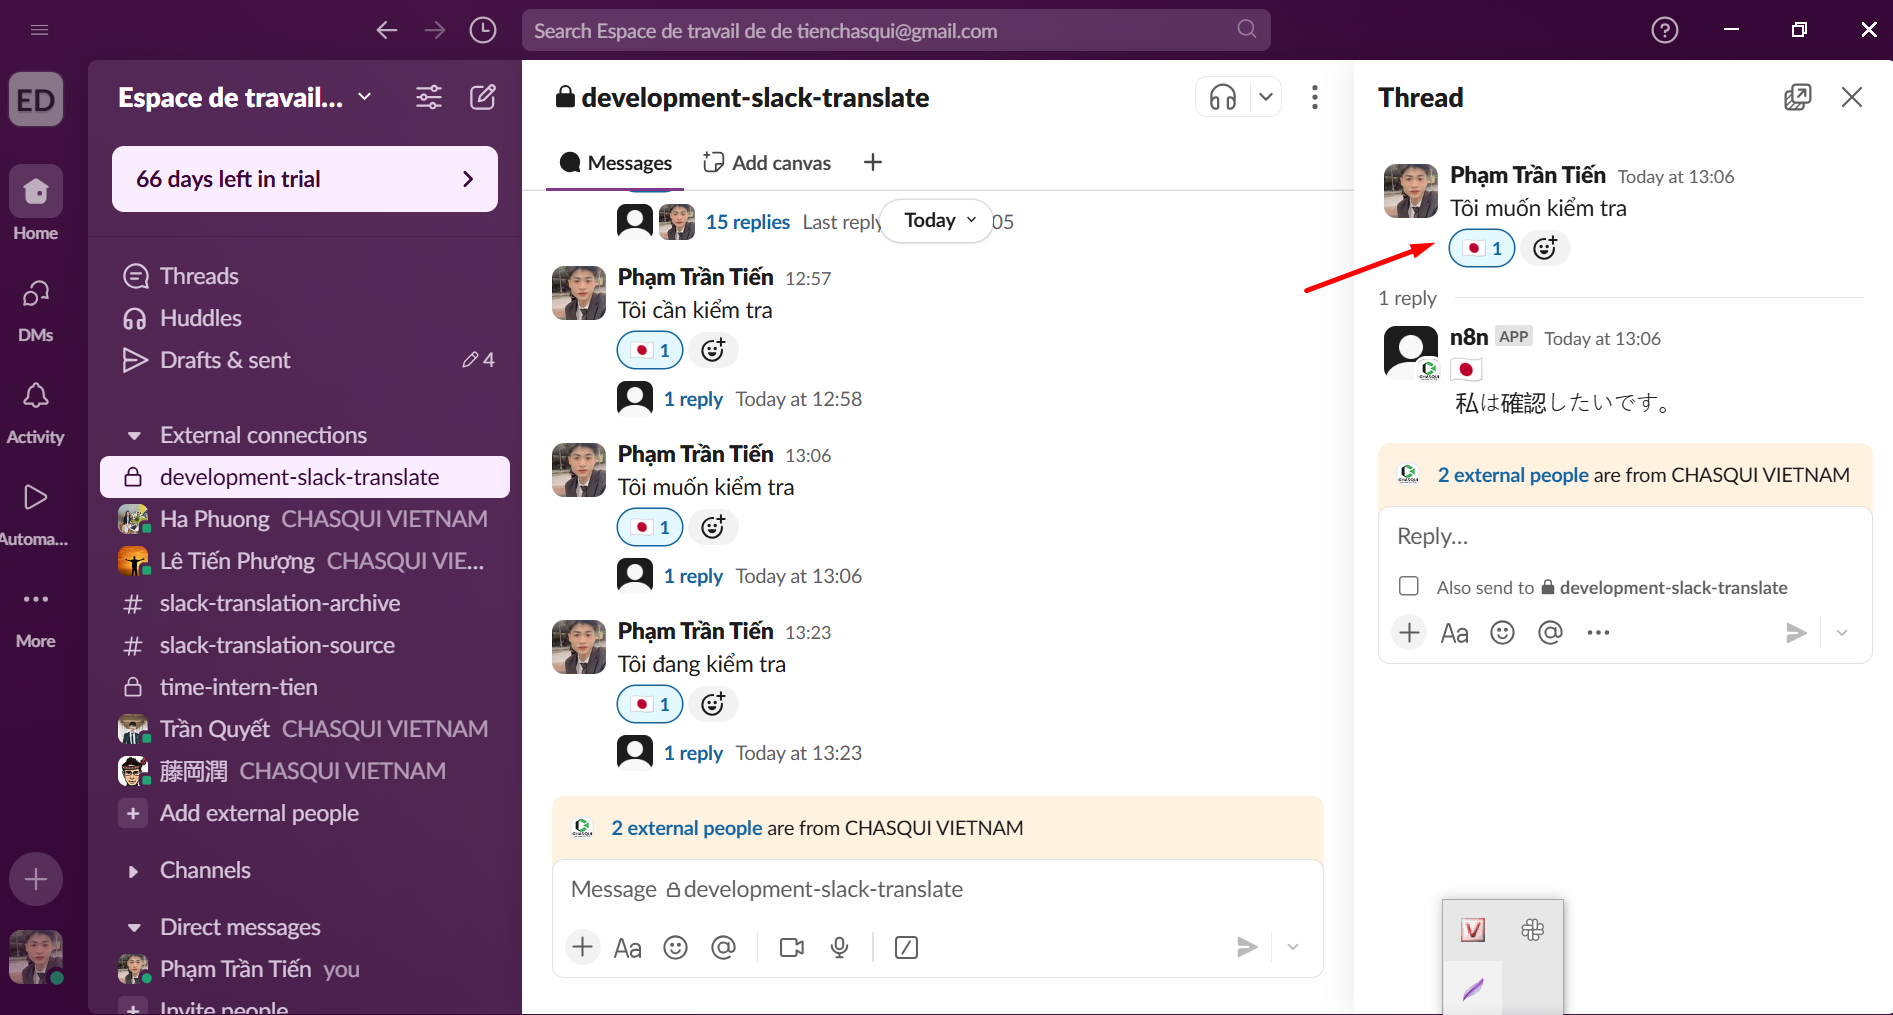 Search Espace de travail de de tienchasqui@gmail.com
ED
Home
DMs
Activity
Automa...
More
Espace de travail...
66 days left in trial
Threads
Huddles
Drafts & sent 4
External connections
development-slack-translate
Ha Phuong CHASQUI VIETNAM
Lê Tiến Phượng CHASQUI VIE...
# slack-translation-archive
# slack-translation-source
time-intern-tien
Trần Quyết CHASQUI VIETNAM
藤岡潤 CHASQUI VIETNAM
+ Add external people
Channels
Direct messages
Phạm Trần Tiến you
+ Invite people
development-slack-translate
Messages
Add canvas
15 replies Last reply
Today
05
Phạm Trần Tiến 12:57
Tôi cần kiểm tra
1
1 reply Today at 12:58
Phạm Trần Tiến 13:06
Tôi muốn kiểm tra
1
1 reply Today at 13:06
Phạm Trần Tiến 13:23
Tôi đang kiểm tra
1
1 reply Today at 13:23
2 external people are from CHASQUI VIETNAM
Message development-slack-translate
Aa
Thread
Phạm Trần Tiến Today at 13:06
Tôi muốn kiểm tra
1
1 reply
n8n APP Today at 13:06
私は確認したいです。
2 external people are from CHASQUI VIETNAM
Reply...
Also send to development-slack-translate
Aa
V